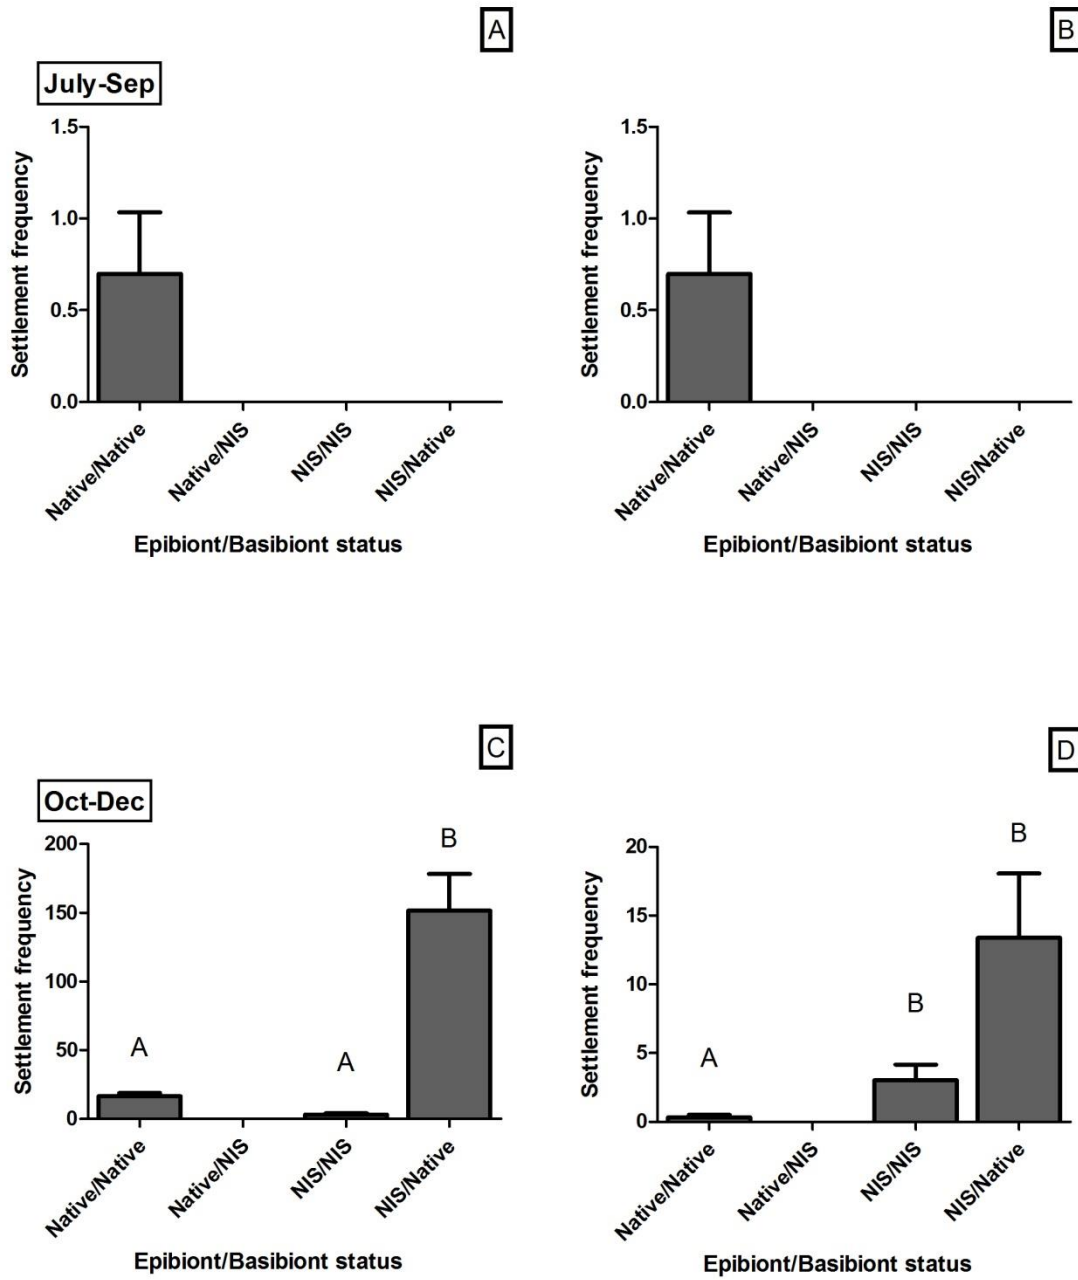 A
July-Sep
Settlement frequency
1.5
1.0
0.5
0.0
Native/Native
Native/NIS
NIS/NIS
NIS/Native
Epibiont/Basibiont status
B
Settlement frequency
1.5
1.0
0.5
0.0
Native/Native
Native/NIS
NIS/NIS
NIS/Native
Epibiont/Basibiont status
C
Oct-Dec
Settlement frequency
200
150
100
50
0
A
A
B
Native/Native
Native/NIS
NIS/NIS
NIS/Native
Epibiont/Basibiont status
D
Settlement frequency
20
15
10
5
0
A
B
B
Native/Native
Native/NIS
NIS/NIS
NIS/Native
Epibiont/Basibiont status